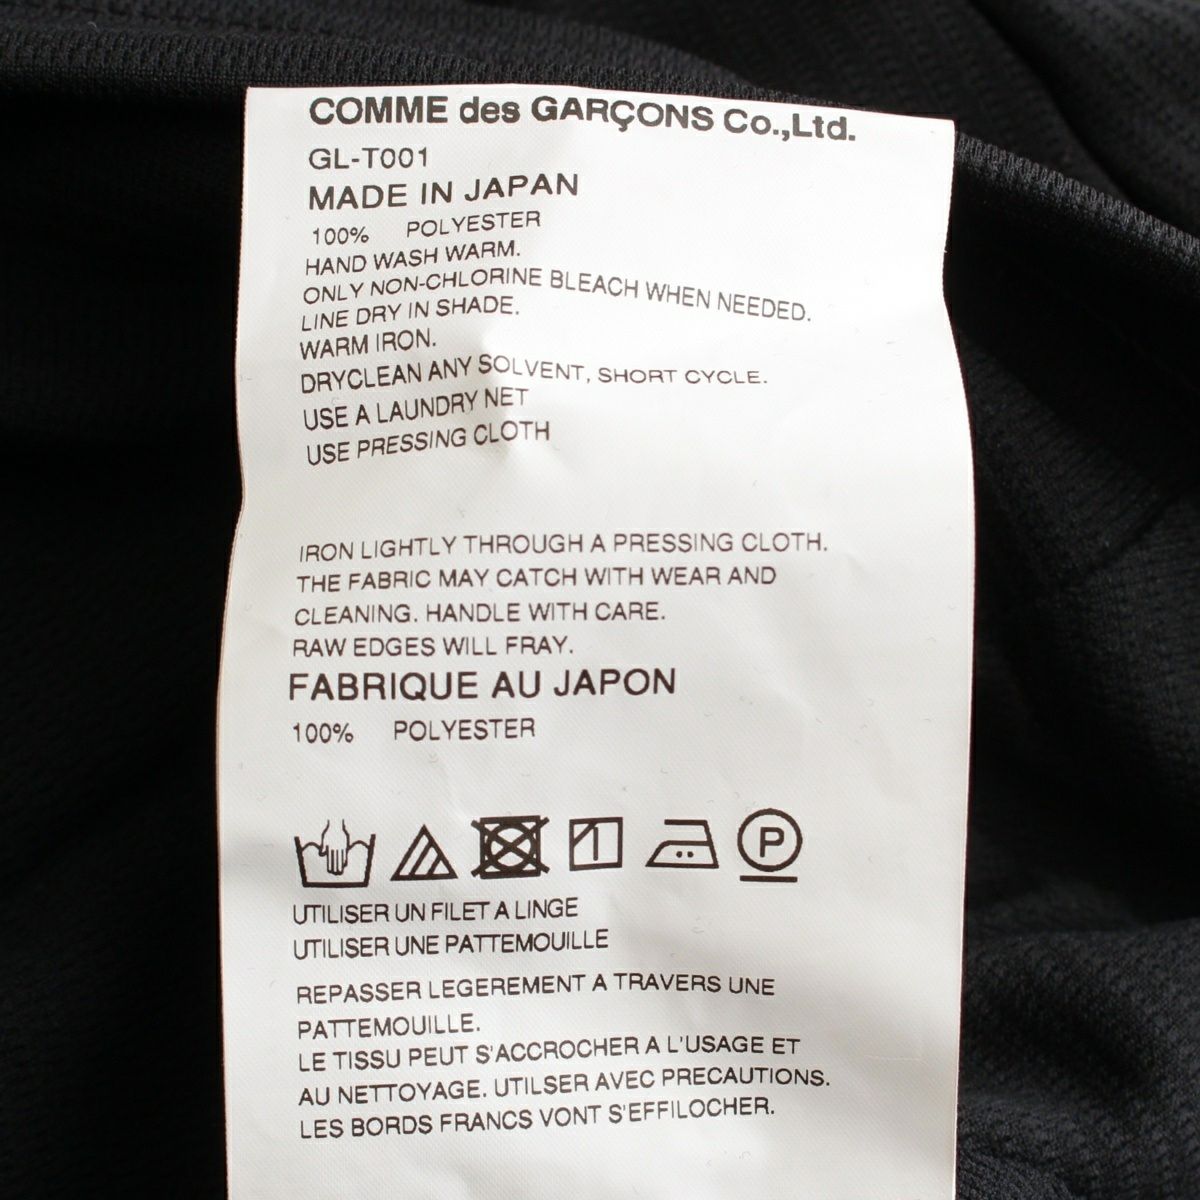 COMME des GARÇONS Co.,Ltd.
GL-T001
MADE IN JAPAN
100% POLYESTER
HAND WASH WARM.
ONLY NON-CHLORINE BLEACH WHEN NEEDED.
LINE DRY IN SHADE.
WARM IRON.
DRYCLEAN ANY SOLVENT, SHORT CYCLE.
USE A LAUNDRY NET
USE PRESSING CLOTH
IRON LIGHTLY THROUGH A PRESSING CLOTH.
THE FABRIC MAY CATCH WITH WEAR AND
CLEANING. HANDLE WITH CARE.
RAW EDGES WILL FRAY.
FABRIQUE AU JAPON
100% POLYESTER
P
UTILISER UN FILET A LINGE
UTILISER UNE PATTEMOUILLE
REPASSER LEGEREMENT A TRAVERS UNE
PATTEMOUILLE.
LE TISSU PEUT S'ACCROCHER A L'USAGE ET
AU NETTOYAGE. UTILSER AVEC PRECAUTIONS.
LES BORDS FRANCS VONT S'EFFILOCHER.